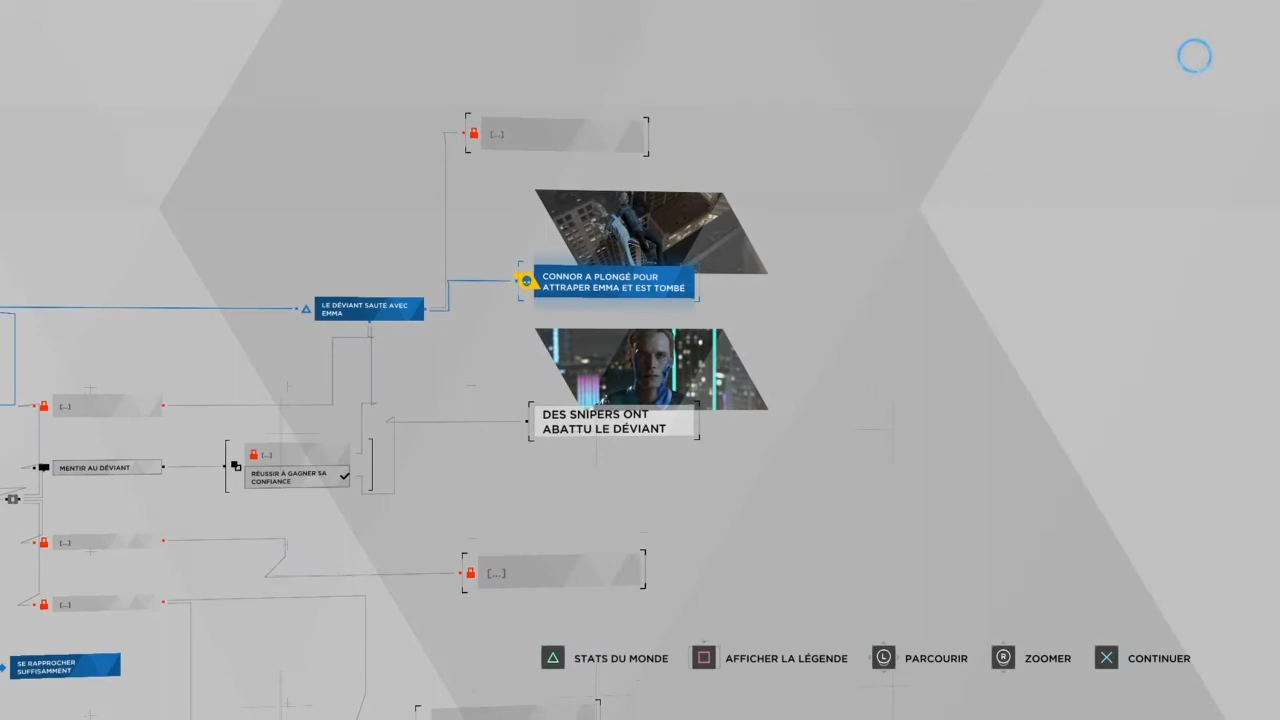 [...]
CONNOR A PLONGÉ POUR
ATTRAPER EMMA ET EST TOMBÉ
LE DÉVIANT SAUTE AVEC
EMMA
[...]
DES SNIPERS ONT
ABATTU LE DÉVIANT
MENTIR AU DÉVIANT
[...]
RÉUSSIR À GAGNER SA
CONFIANCE
[...]
[...]
[...]
SE RAPPROCHER
SUFFISAMMENT
STATS DU MONDE
AFFICHER LA LÉGENDE
L
PARCOURIR
R
ZOOMER
CONTINUER